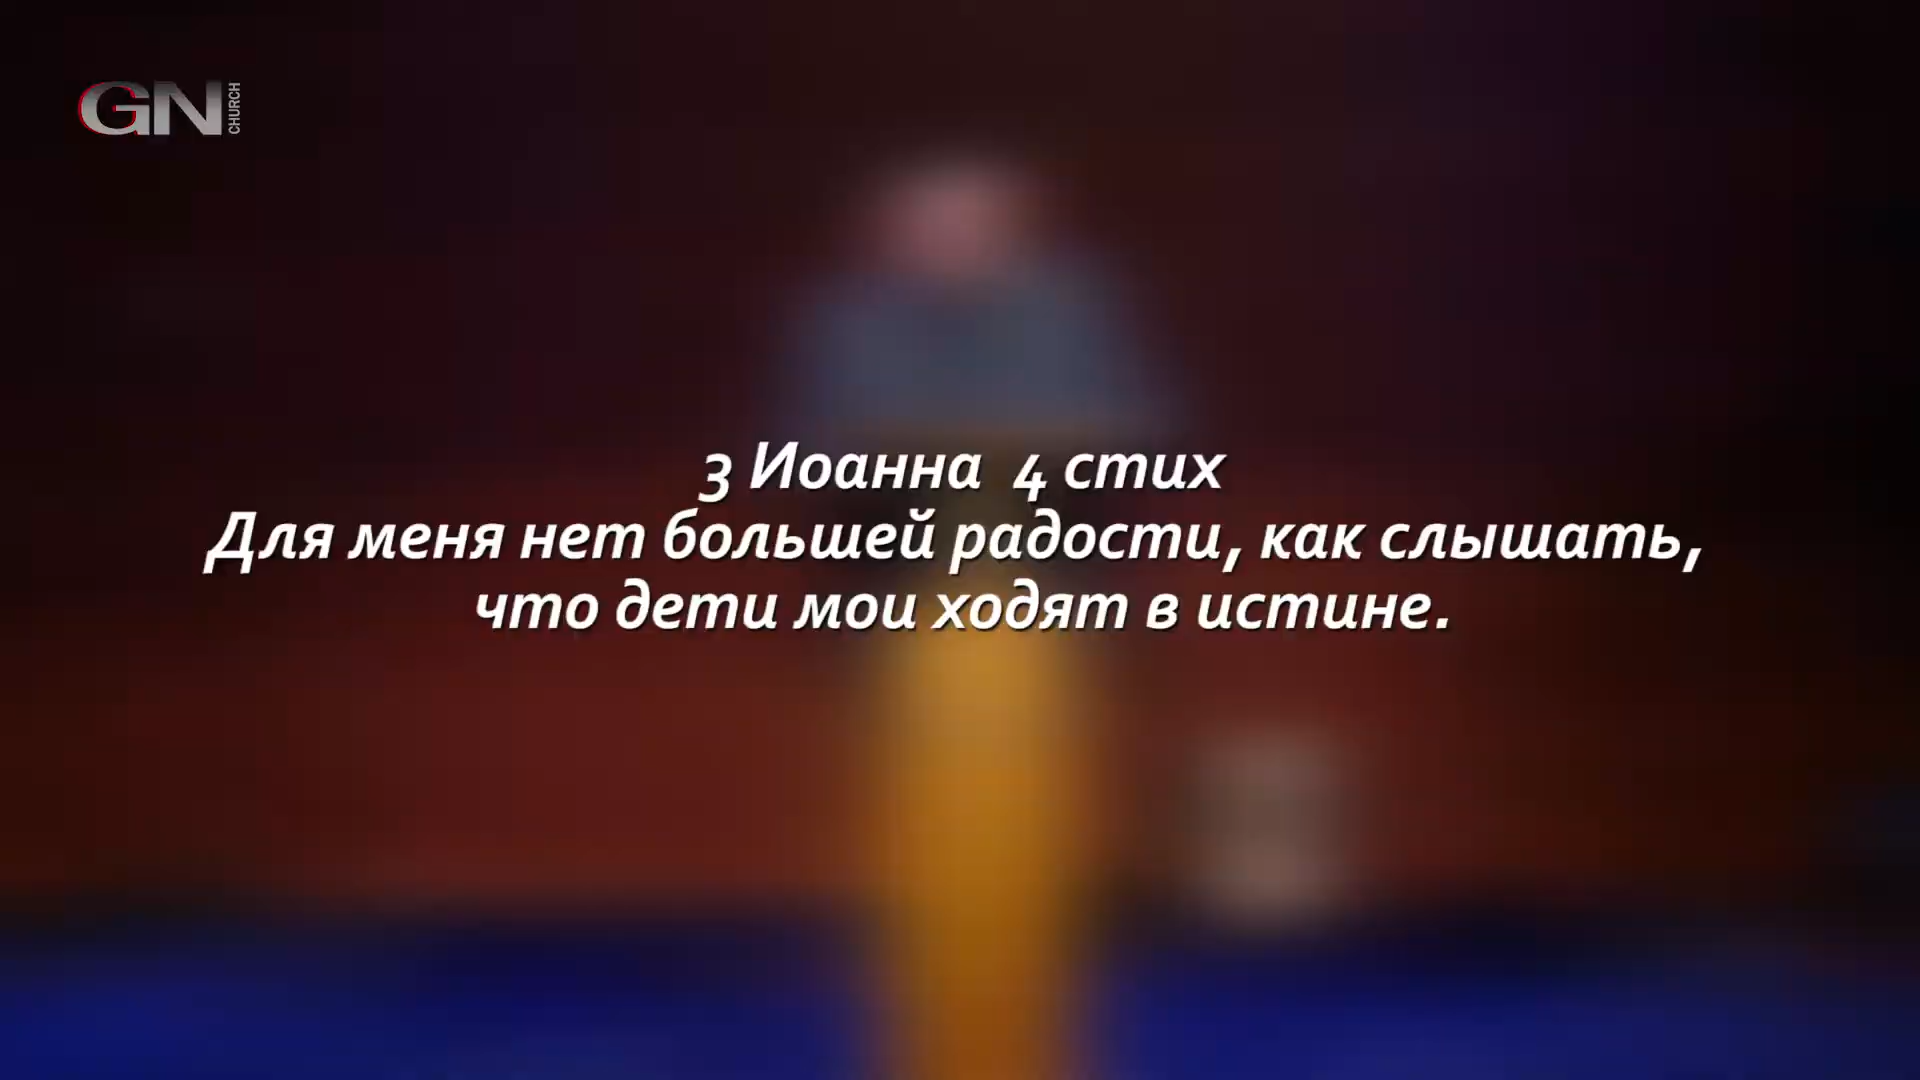 GN CHURCH
3 Иоанна 4 стих
Для меня нет большей радости, как слышать,
что дети мои ходят в истине.